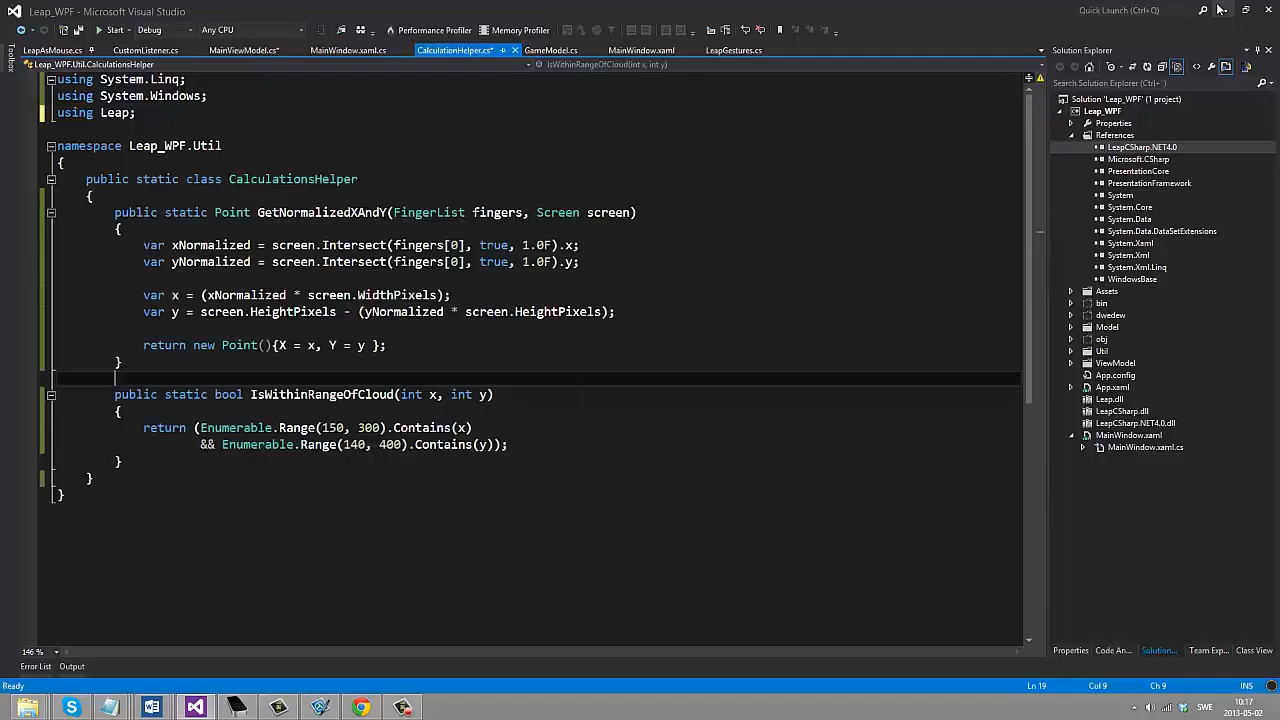 Leap_WPF - Microsoft Visual Studio
Quick Launch (Ctrl+Q)
Start
Debug
Any CPU
Performance Profiler
Memory Profiler
LeapAsMouse.cs
CustomListener.cs
MainViewModel.cs*
MainWindow.xaml.cs
CalculationHelper.cs*
GameModel.cs
MainWindow.xaml
LeapGestures.cs
Toolbox
Leap_WPF.Util.CalculationsHelper
IsWithinRangeOfCloud(int x, int y)
using System.Linq;
using System.Windows;
using Leap;
namespace Leap_WPF.Util
{
public static class CalculationsHelper
{
public static Point GetNormalizedXAndY(FingerList fingers, Screen screen)
{
var xNormalized = screen.Intersect(fingers[0], true, 1.0F).x;
var yNormalized = screen.Intersect(fingers[0], true, 1.0F).y;
var x = (xNormalized * screen.WidthPixels);
var y = screen.HeightPixels - (yNormalized * screen.HeightPixels);
return new Point(){X = x, Y = y };
}
public static bool IsWithinRangeOfCloud(int x, int y)
{
return (Enumerable.Range(150, 300).Contains(x)
&& Enumerable.Range(140, 400).Contains(y));
}
}
}
146 %
Solution Explorer
Search Solution Explorer (Ctrl+)
Solution 'Leap_WPF' (1 project)
Leap_WPF
Properties
References
LeapCSharp.NET4.0
Microsoft.CSharp
PresentationCore
PresentationFramework
System
System.Core
System.Data
System.Data.DataSetExtensions
System.Xaml
System.Xml
System.Xml.Linq
WindowsBase
Assets
bin
dwedew
Model
obj
Util
ViewModel
App.config
App.xaml
Leap.dll
LeapCSharp.dll
LeapCSharp.NET4.0.dll
MainWindow.xaml
MainWindow.xaml.cs
Properties
Code An...
Solution...
Team Exp...
Class View
Error List
Output
Ready
Ln 19
Col 9
Ch 9
INS
SWE
10:17
2013-05-02